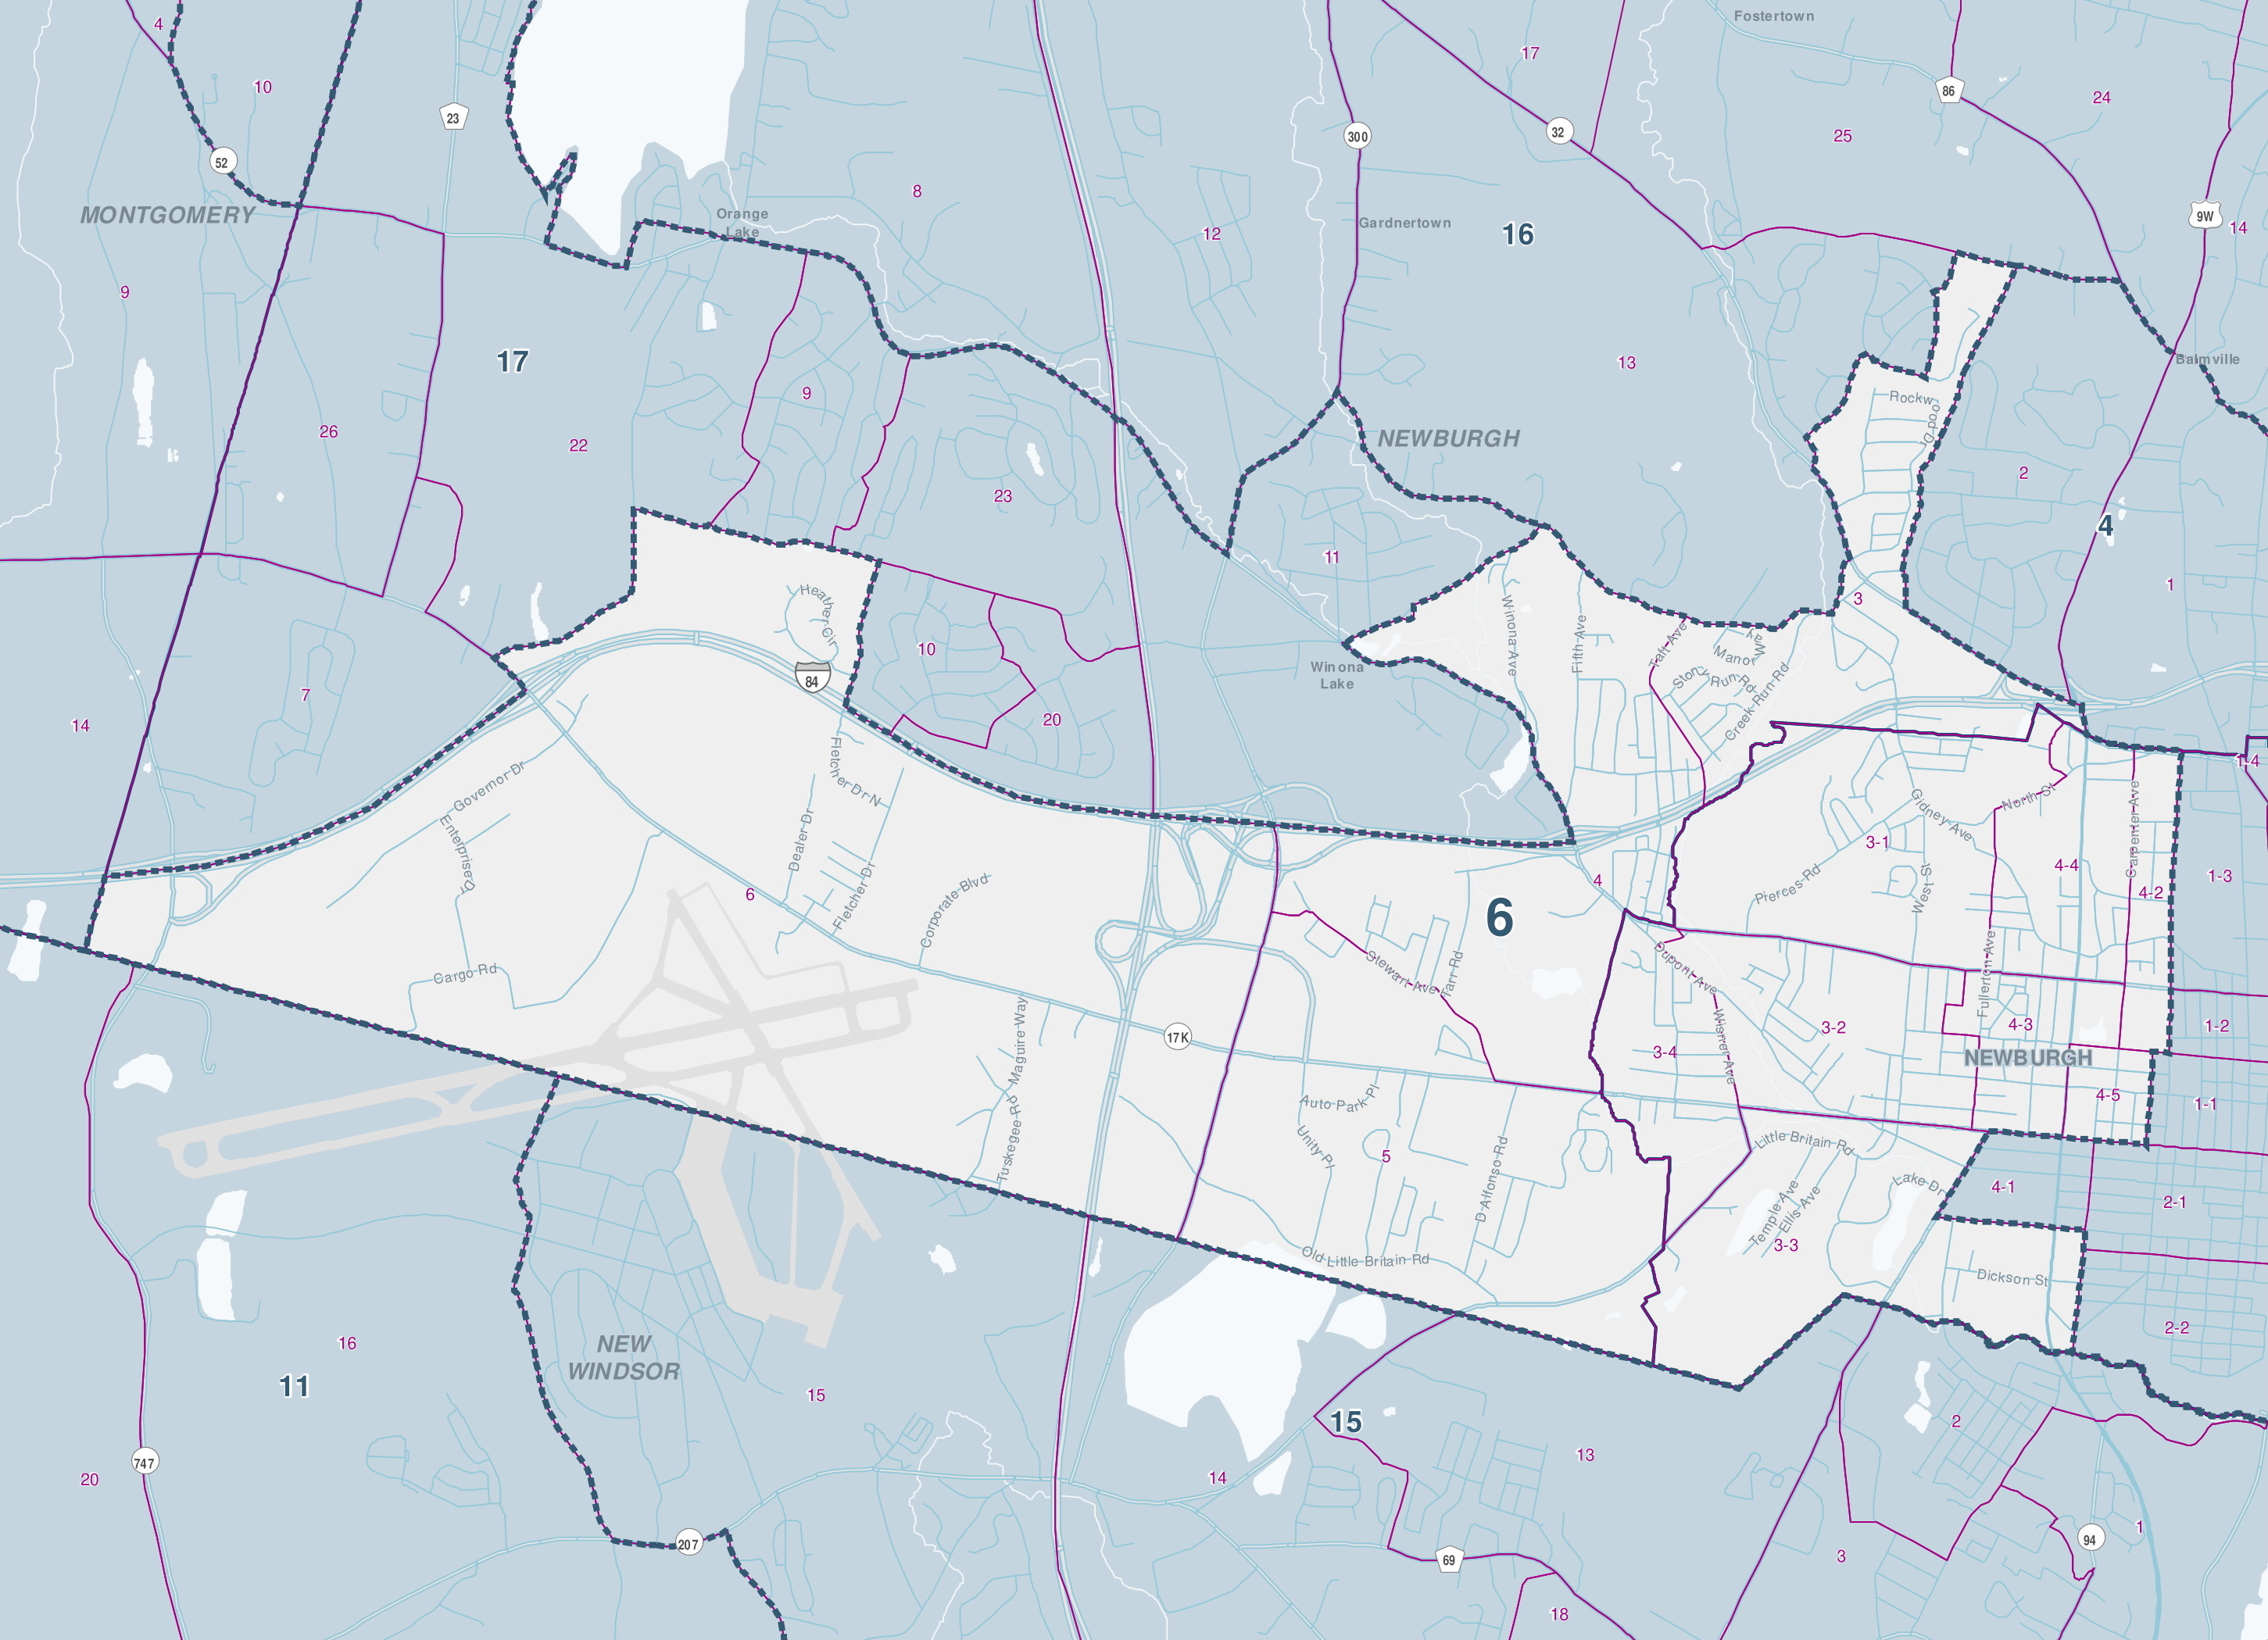 Fostertown
4
17
10
86
24
23
32
25
300
52
8
MONTGOMERY
Orange
Lake
9W
14
Gardnertown
12
16
9
17
13
Balmville
9
Rockwood Dr
26
NEWBURGH
22
2
23
4
11
1
Heather Cir
Winona Ave
3
Fifth Ave
Taft Ave
10
Manor
Winona
Lake
84
Stony Run Rd
7
Creek Run Rd
14
20
Fletcher Dr N
1-4
Governor Dr
North St
Gidney Ave
Carpenter Ave
Enterprise Dr
Dealer Dr
3-1
4-4
1-3
4
Pierces Rd
West St
4-2
6
Fletcher Dr
Corporate Blvd
6
Cargo Rd
Stewart Ave
Tarr Rd
Dupont Ave
Fullerton Ave
17K
Maguire Way
3-2
4-3
1-2
3-4
Wisner Ave
NEWBURGH
Auto Park Pl
4-5
1-1
Tuskegee Rd
Unity Pl
5
Little Britain Rd
D Alfonso Rd
Lake Dr
4-1
2-1
Temple Ave
Ellis Ave
3-3
Old Little Britain Rd
Dickson St
2-2
16
NEW
WINDSOR
11
15
15
2
13
747
20
14
1
94
207
69
3
18